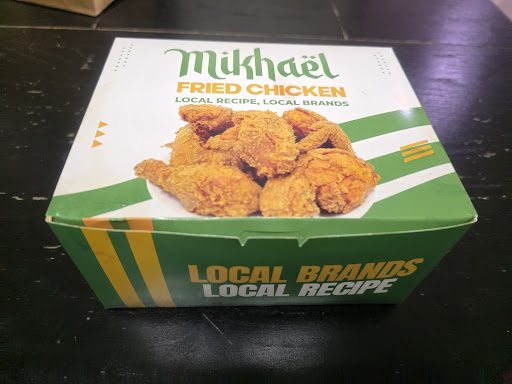 Mikhaël
FRIED CHICKEN
LOCAL RECIPE, LOCAL BRANDS
LOCAL BRANDS
LOCAL RECIPE